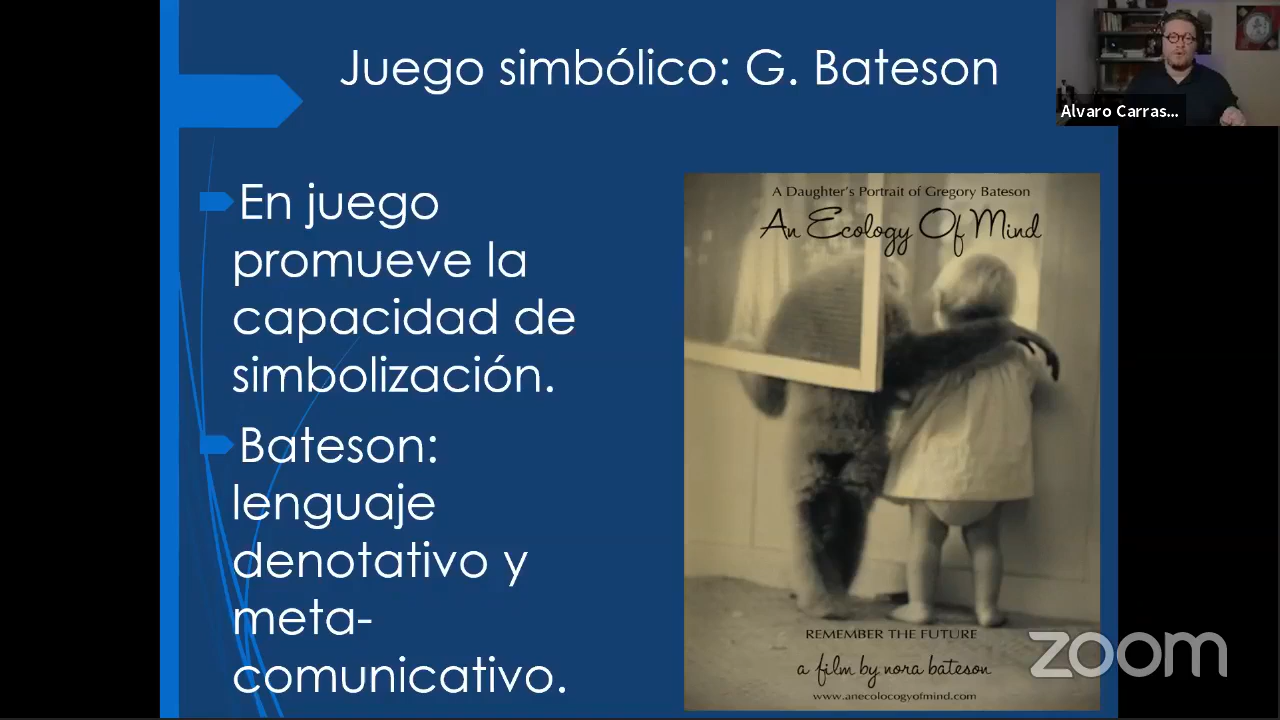 Juego simbólico: G. Bateson
Alvaro Carras...
En juego
promueve la
capacidad de
simbolización.
Bateson:
lenguaje
denotativo y
meta-
comunicativo.
A Daughter's Portrait of Gregory Bateson
An Ecology Of Mind
REMEMBER THE FUTURE
a film by nora bateson
www.anecolocogyofmind.com
zoom